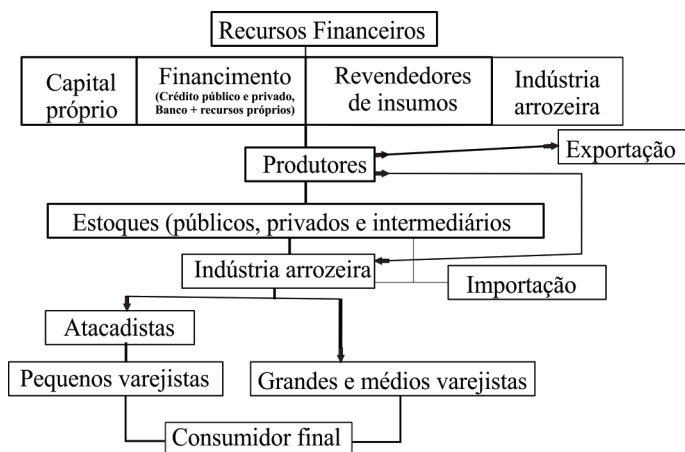 Recursos Financeiros
Capital
próprio
Financimento
(Crédito público e privado,
Banco + recursos próprios)
Revendedores
de insumos
Indústria
arrozeira
Produtores
Exportação
Estoques (públicos, privados e intermediários
Indústria arrozeira
Importação
Atacadistas
Pequenos varejistas
Grandes e médios varejistas
Consumidor final